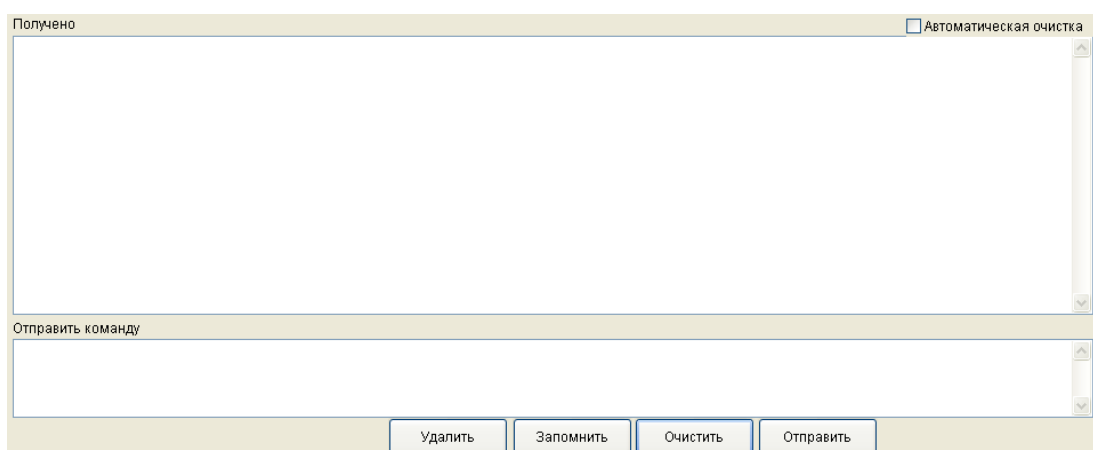 Получено
Автоматическая очистка
Отправить команду
Удалить Запомнить Очистить Отправить